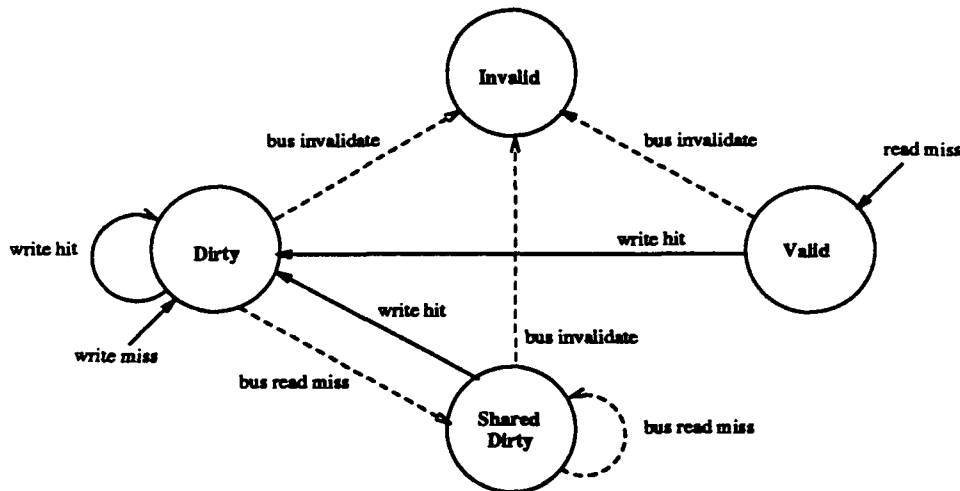 Invalid
bus invalidate
bus invalidate
read miss
write hit
Dirty
write hit
Valid
write hit
write miss
bus invalidate
bus read miss
Shared
Dirty
bus read miss